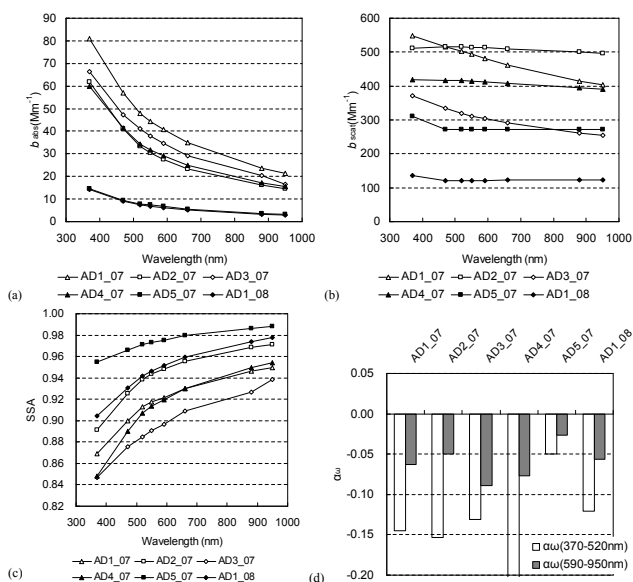 90
80
70
60
50
40
30
20
10
0
b abs(Mm⁻¹)
300 400 500 600 700 800 900 1000
Wavelength (nm)
AD1_07 AD2_07 AD3_07
AD4_07 AD5_07 AD1_08
(a)
600
500
400
300
200
100
0
b scat(Mm⁻¹)
300 400 500 600 700 800 900 1000
Wavelength (nm)
AD1_07 AD2_07 AD3_07
AD4_07 AD5_07 AD1_08
(b)
1.00
0.98
0.96
0.94
0.92
0.90
0.88
0.86
0.84
0.82
SSA
300 400 500 600 700 800 900 1000
Wavelength (nm)
AD1_07 AD2_07 AD3_07
AD4_07 AD5_07 AD1_08
(c)
AD1_07 AD2_07 AD3_07 AD4_07 AD5_07 AD1_08
0.05
0.00
-0.05
-0.10
-0.15
-0.20
αω
αω(370-520nm)
αω(590-950nm)
(d)